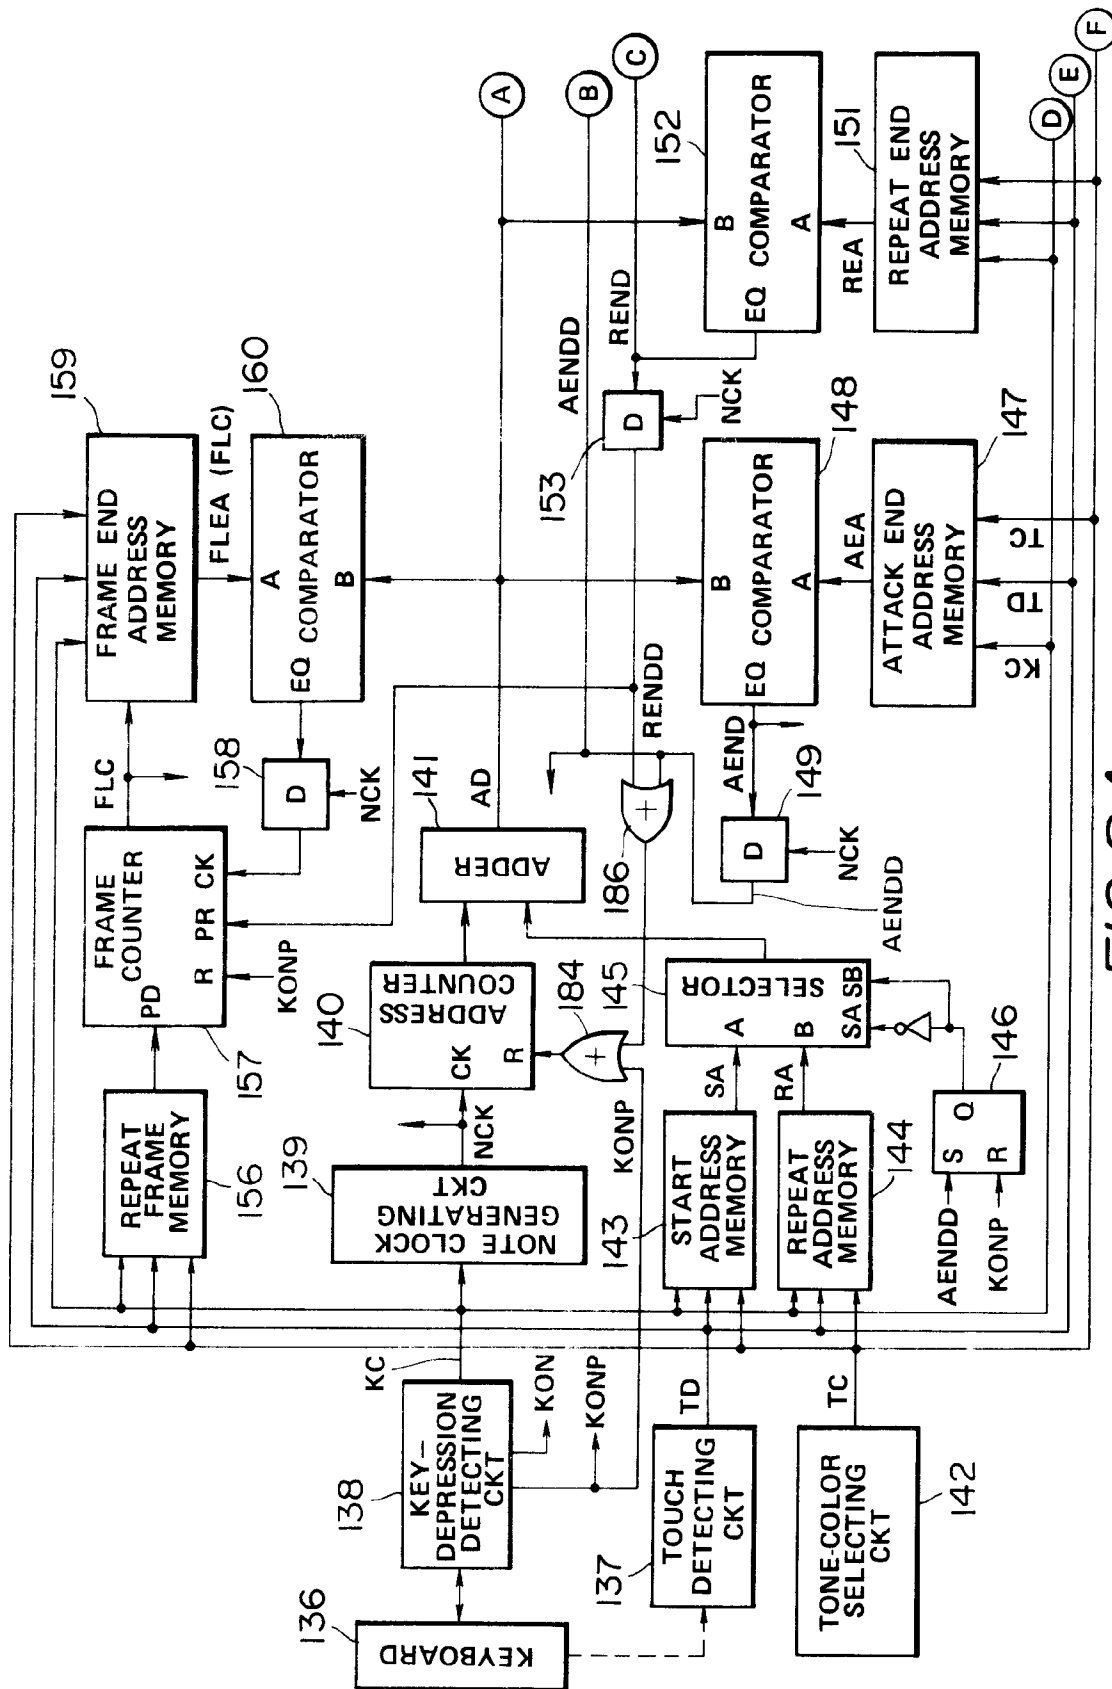 136
KEYBOARD
138
KEY-
DEPRESSION
DETECTING
CKT
KC
KON
KONP
137
TOUCH
DETECTING
CKT
TD
TONE-COLOR
SELECTING
CKT
142
TC
REPEAT
FRAME
MEMORY
156
139
NOTE CLOCK
GENERATING
CKT
NCK
KONP
143
START
ADDRESS
MEMORY
SA
REPEAT
ADDRESS
MEMORY
144
RA
AENDD
KONP
S
R
Q
146
FRAME
COUNTER
PD
R
PR
CK
157
KONP
FLC
140
ADDRESS
COUNTER
CK
R
184
145
SELECTOR
A
B
SA
SB
158
D
NCK
141
ADDER
AD
186
RENDD
149
D
NCK
AEND
AENDD
159
FRAME END
ADDRESS
MEMORY
FLEA (FLC)
160
A
COMPARATOR
EQ
B
153
D
NCK
AENDD
REND
148
B
EQ COMPARATOR
A
AEA
147
ATTACK END
ADDRESS
MEMORY
KC
TD
TC
152
B
EQ COMPARATOR
A
REA
151
REPEAT END
ADDRESS
MEMORY
A
B
C
D
E
F